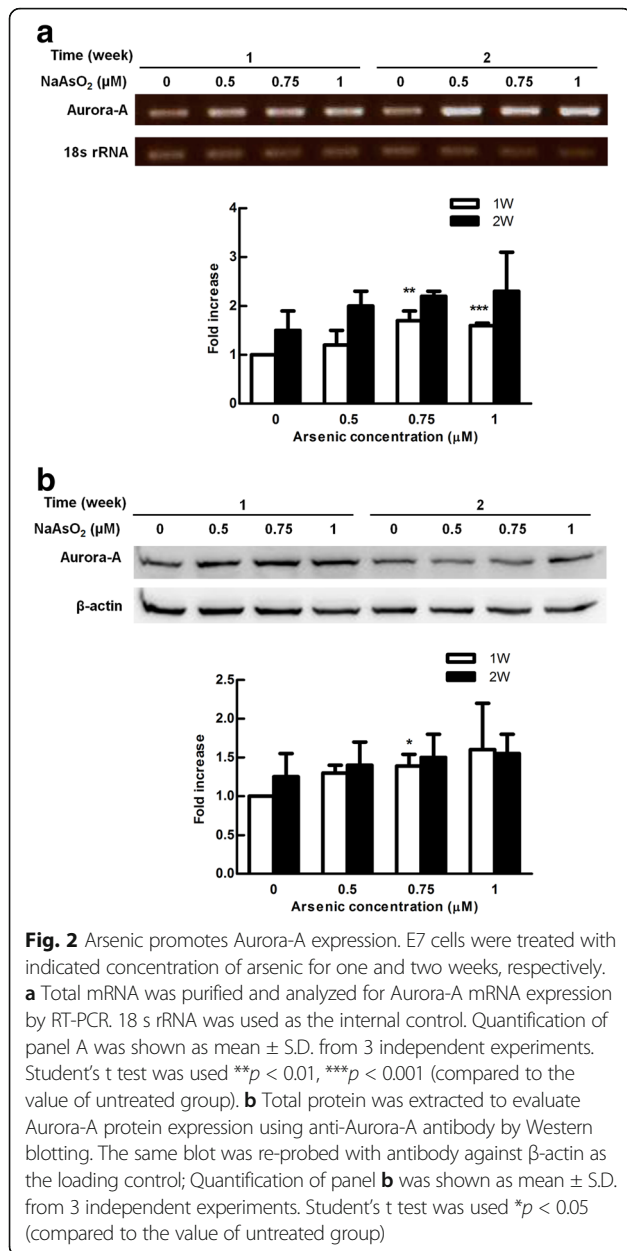 a
Time (week) 1 2
NaAsO₂ (μM) 0 0.5 0.75 1 0 0.5 0.75 1
Aurora-A
18s rRNA
1W
2W
4
3
2
1
0
Fold increase
** ***
0 0.5 0.75 1
Arsenic concentration (μM)
b
Time (week) 1 2
NaAsO₂ (μM) 0 0.5 0.75 1 0 0.5 0.75 1
Aurora-A
β-actin
1W
2W
2.5
2.0
1.5
1.0
0.5
0.0
Fold increase
*
0 0.5 0.75 1
Arsenic concentration (μM)
Fig. 2 Arsenic promotes Aurora-A expression. E7 cells were treated with
indicated concentration of arsenic for one and two weeks, respectively.
a Total mRNA was purified and analyzed for Aurora-A mRNA expression
by RT-PCR. 18 s rRNA was used as the internal control. Quantification of
panel A was shown as mean ± S.D. from 3 independent experiments.
Student's t test was used **p < 0.01, ***p < 0.001 (compared to the
value of untreated group). b Total protein was extracted to evaluate
Aurora-A protein expression using anti-Aurora-A antibody by Western
blotting. The same blot was re-probed with antibody against β-actin as
the loading control; Quantification of panel b was shown as mean ± S.D.
from 3 independent experiments. Student's t test was used *p < 0.05
(compared to the value of untreated group)